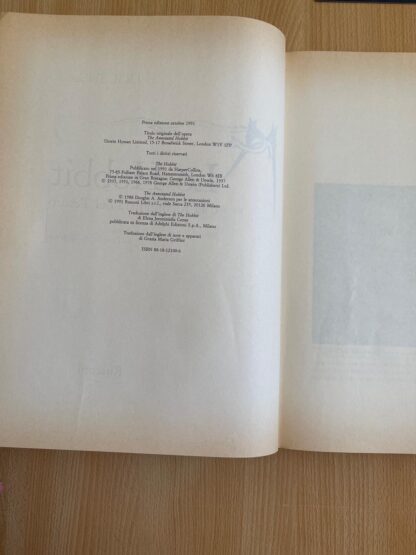 Prima edizione ottobre 1991
Titolo originale dell'opera
The Annotated Hobbit
Unwin Hyman Limited, 15-17 Broadwick Street, London W1V 1FP
Tutti i diritti riservati
The Hobbit
Pubblicato nel 1991 da HarperCollins,
77-85 Fulham Palace Road, Hammersmith, London W6 8JB
Prima edizione in Gran Bretagna: George Allen & Unwin, 1937
© 1937, 1951, 1966, 1978 George Allen & Unwin (Publishers) Ltd.
The Annotated Hobbit
© 1988 Douglas A. Anderson per le annotazioni
© 1991 Rusconi Libri s.r.l., viale Sarca 235, 20126 Milano
Traduzione dall'inglese di The Hobbit
di Elena Jeronimidis Conte
pubblicata su licenza di Adelphi Edizioni S.p.A., Milano
Traduzione dall'inglese di note e apparati
di Grazia Maria Griffini
ISBN 88-18-12100-6